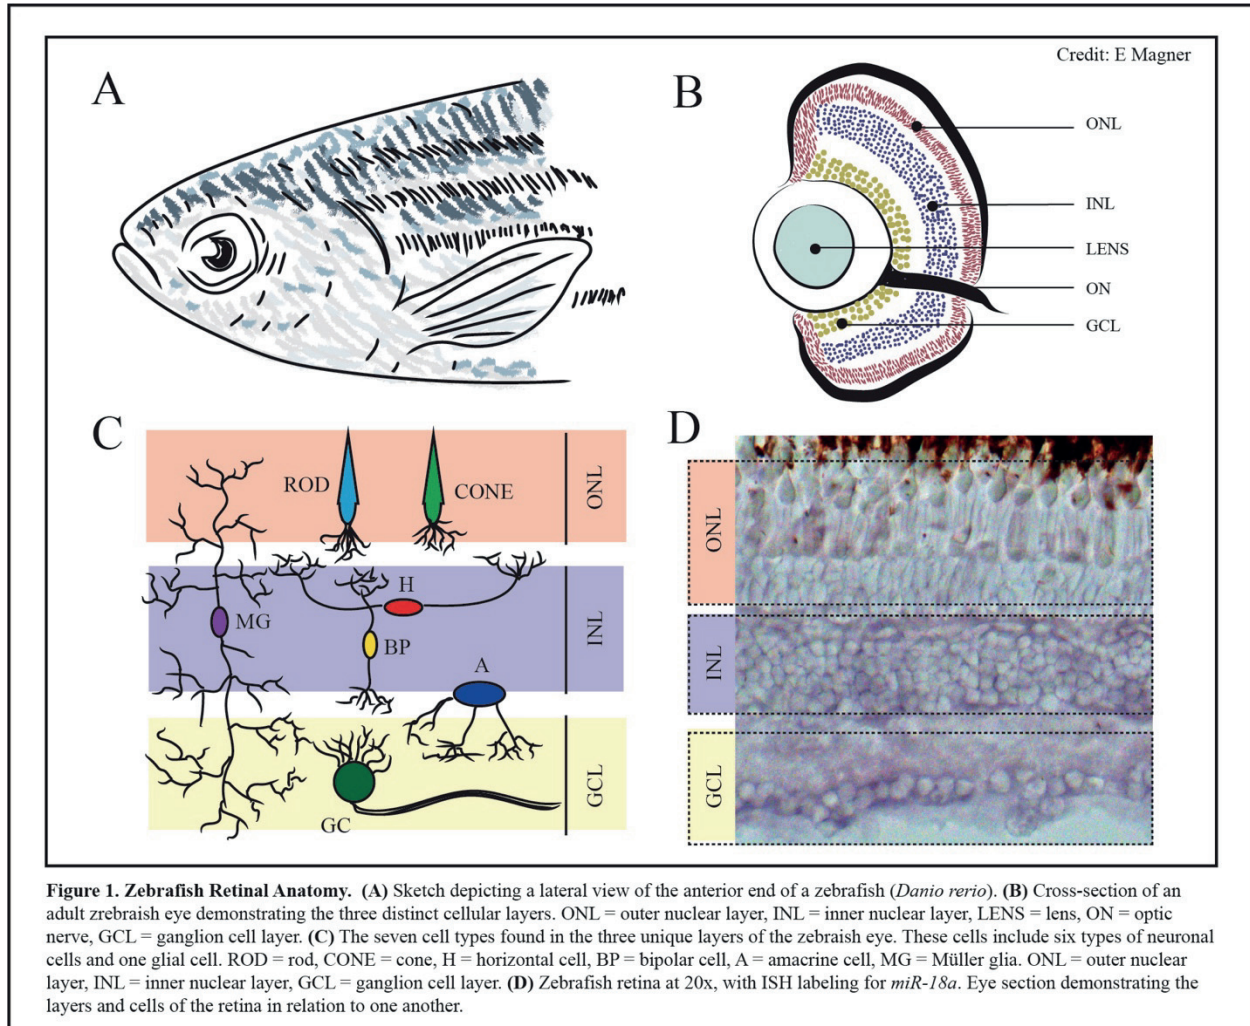 A
B
Credit: E Magner
ONL
INL
LENS
ON
GCL
C
ROD
CONE
ONL
H
MG
BP
INL
A
GC
GCL
D
ONL
INL
GCL
Figure 1. Zebrafish Retinal Anatomy. (A) Sketch depicting a lateral view of the anterior end of a zebrafish (Danio rerio). (B) Cross-section of an
adult zrebraish eye demonstrating the three distinct cellular layers. ONL = outer nuclear layer, INL = inner nuclear layer, LENS = lens, ON = optic
nerve, GCL = ganglion cell layer. (C) The seven cell types found in the three unique layers of the zebraish eye. These cells include six types of neuronal
cells and one glial cell. ROD = rod, CONE = cone, H = horizontal cell, BP = bipolar cell, A = amacrine cell, MG = Müller glia. ONL = outer nuclear
layer, INL = inner nuclear layer, GCL = ganglion cell layer. (D) Zebrafish retina at 20x, with ISH labeling for miR-18a. Eye section demonstrating the
layers and cells of the retina in relation to one another.